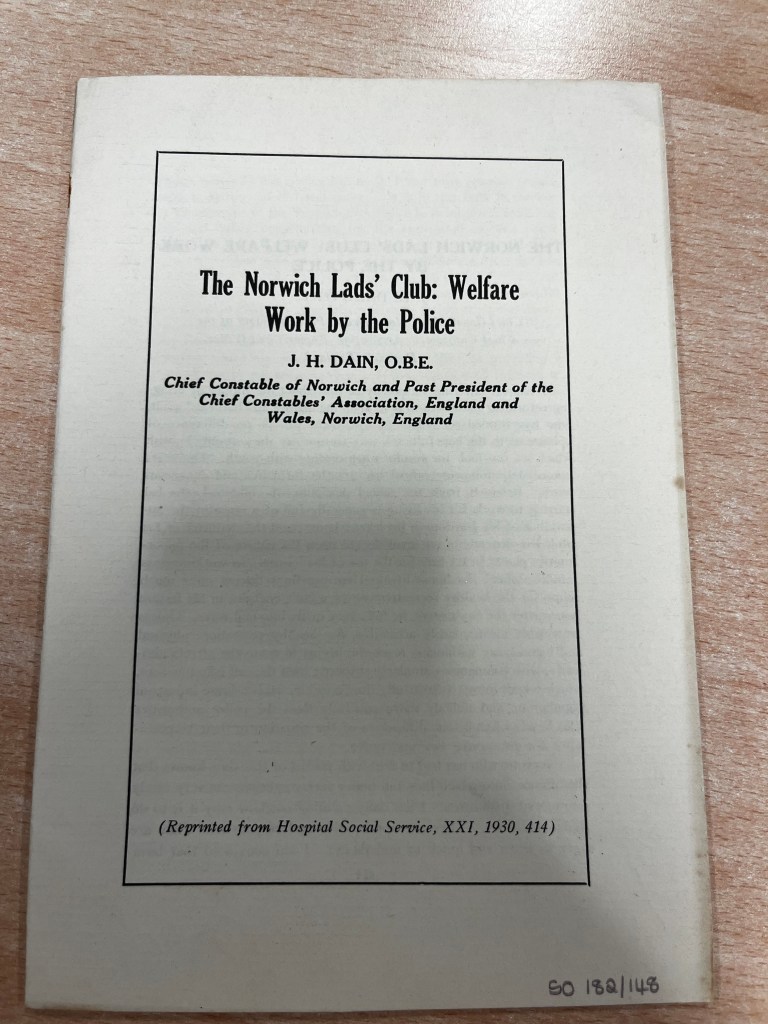 The Norwich Lads' Club: Welfare
Work by the Police
J. H. DAIN, O.B.E.
Chief Constable of Norwich and Past President of the
Chief Constables' Association, England and
Wales, Norwich, England
(Reprinted from Hospital Social Service, XXI, 1930, 414)
SO 182/148